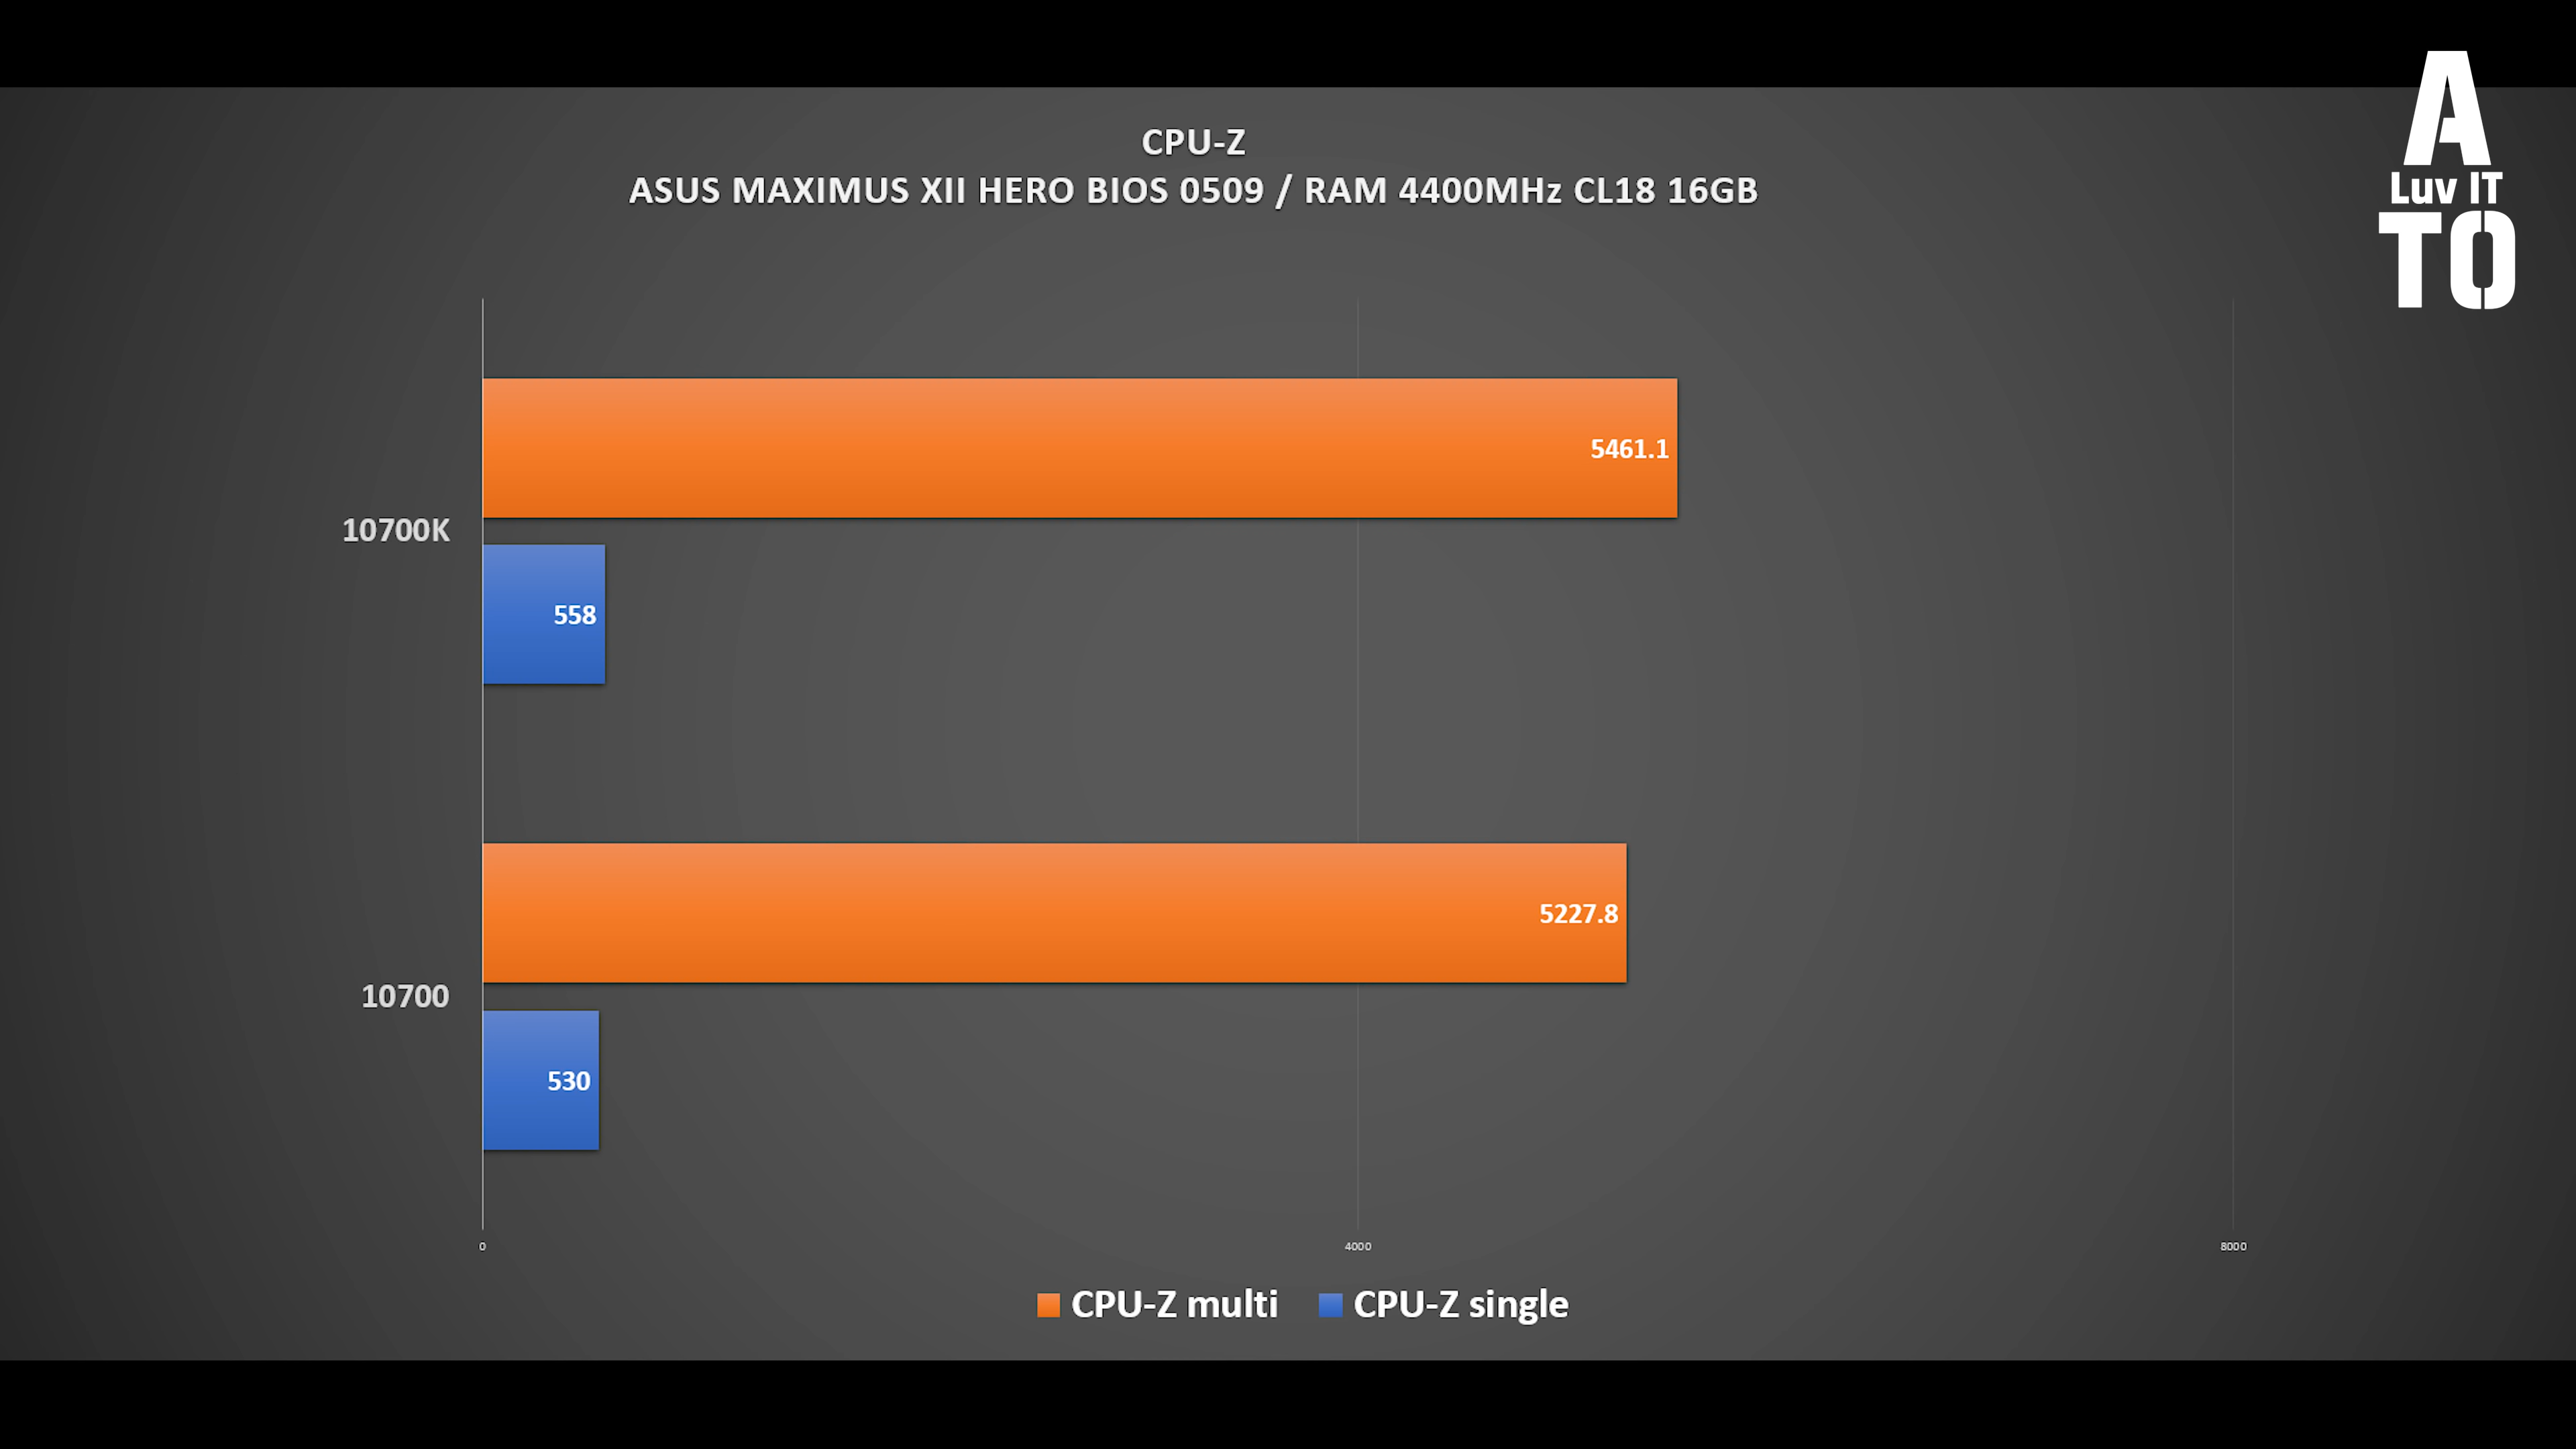 CPU-Z
ASUS MAXIMUS XII HERO BIOS 0509 / RAM 4400MHz CL18 16GB
A
Luv IT
TO
5461.1
10700K
558
5227.8
10700
530
0 4000 8000
CPU-Z multi CPU-Z single